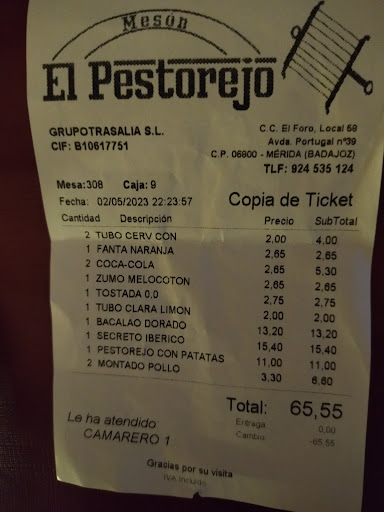 Mesón
El Pestorejo
GRUPOTRASALIA S.L.
CIF: B10617751
C.C. El Foro, Local 58
Avda. Portugal nº39
C.P. 06800 - MÉRIDA (BADAJOZ)
TLF: 924 535 124
Mesa:308 Caja: 9
Fecha: 02/05/2023 22:23:57
Copia de Ticket
Cantidad Descripción Precio SubTotal
2 TUBO CERV CON 2,00 4,00
1 FANTA NARANJA 2,65 2,65
2 COCA-COLA 2,65 5,30
1 ZUMO MELOCOTON 2,65 2,65
1 TOSTADA 0,0 2,75 2,75
1 TUBO CLARA LIMON 2,00 2,00
1 BACALAO DORADO 13,20 13,20
1 SECRETO IBERICO 15,40 15,40
1 PESTOREJO CON PATATAS 11,00 11,00
2 MONTADO POLLO 3,30 6,60
Total: 65,55
Entrega 0,00
Cambio -65,55
Le ha atendido:
CAMARERO 1
Gracias por su visita
IVA incluido